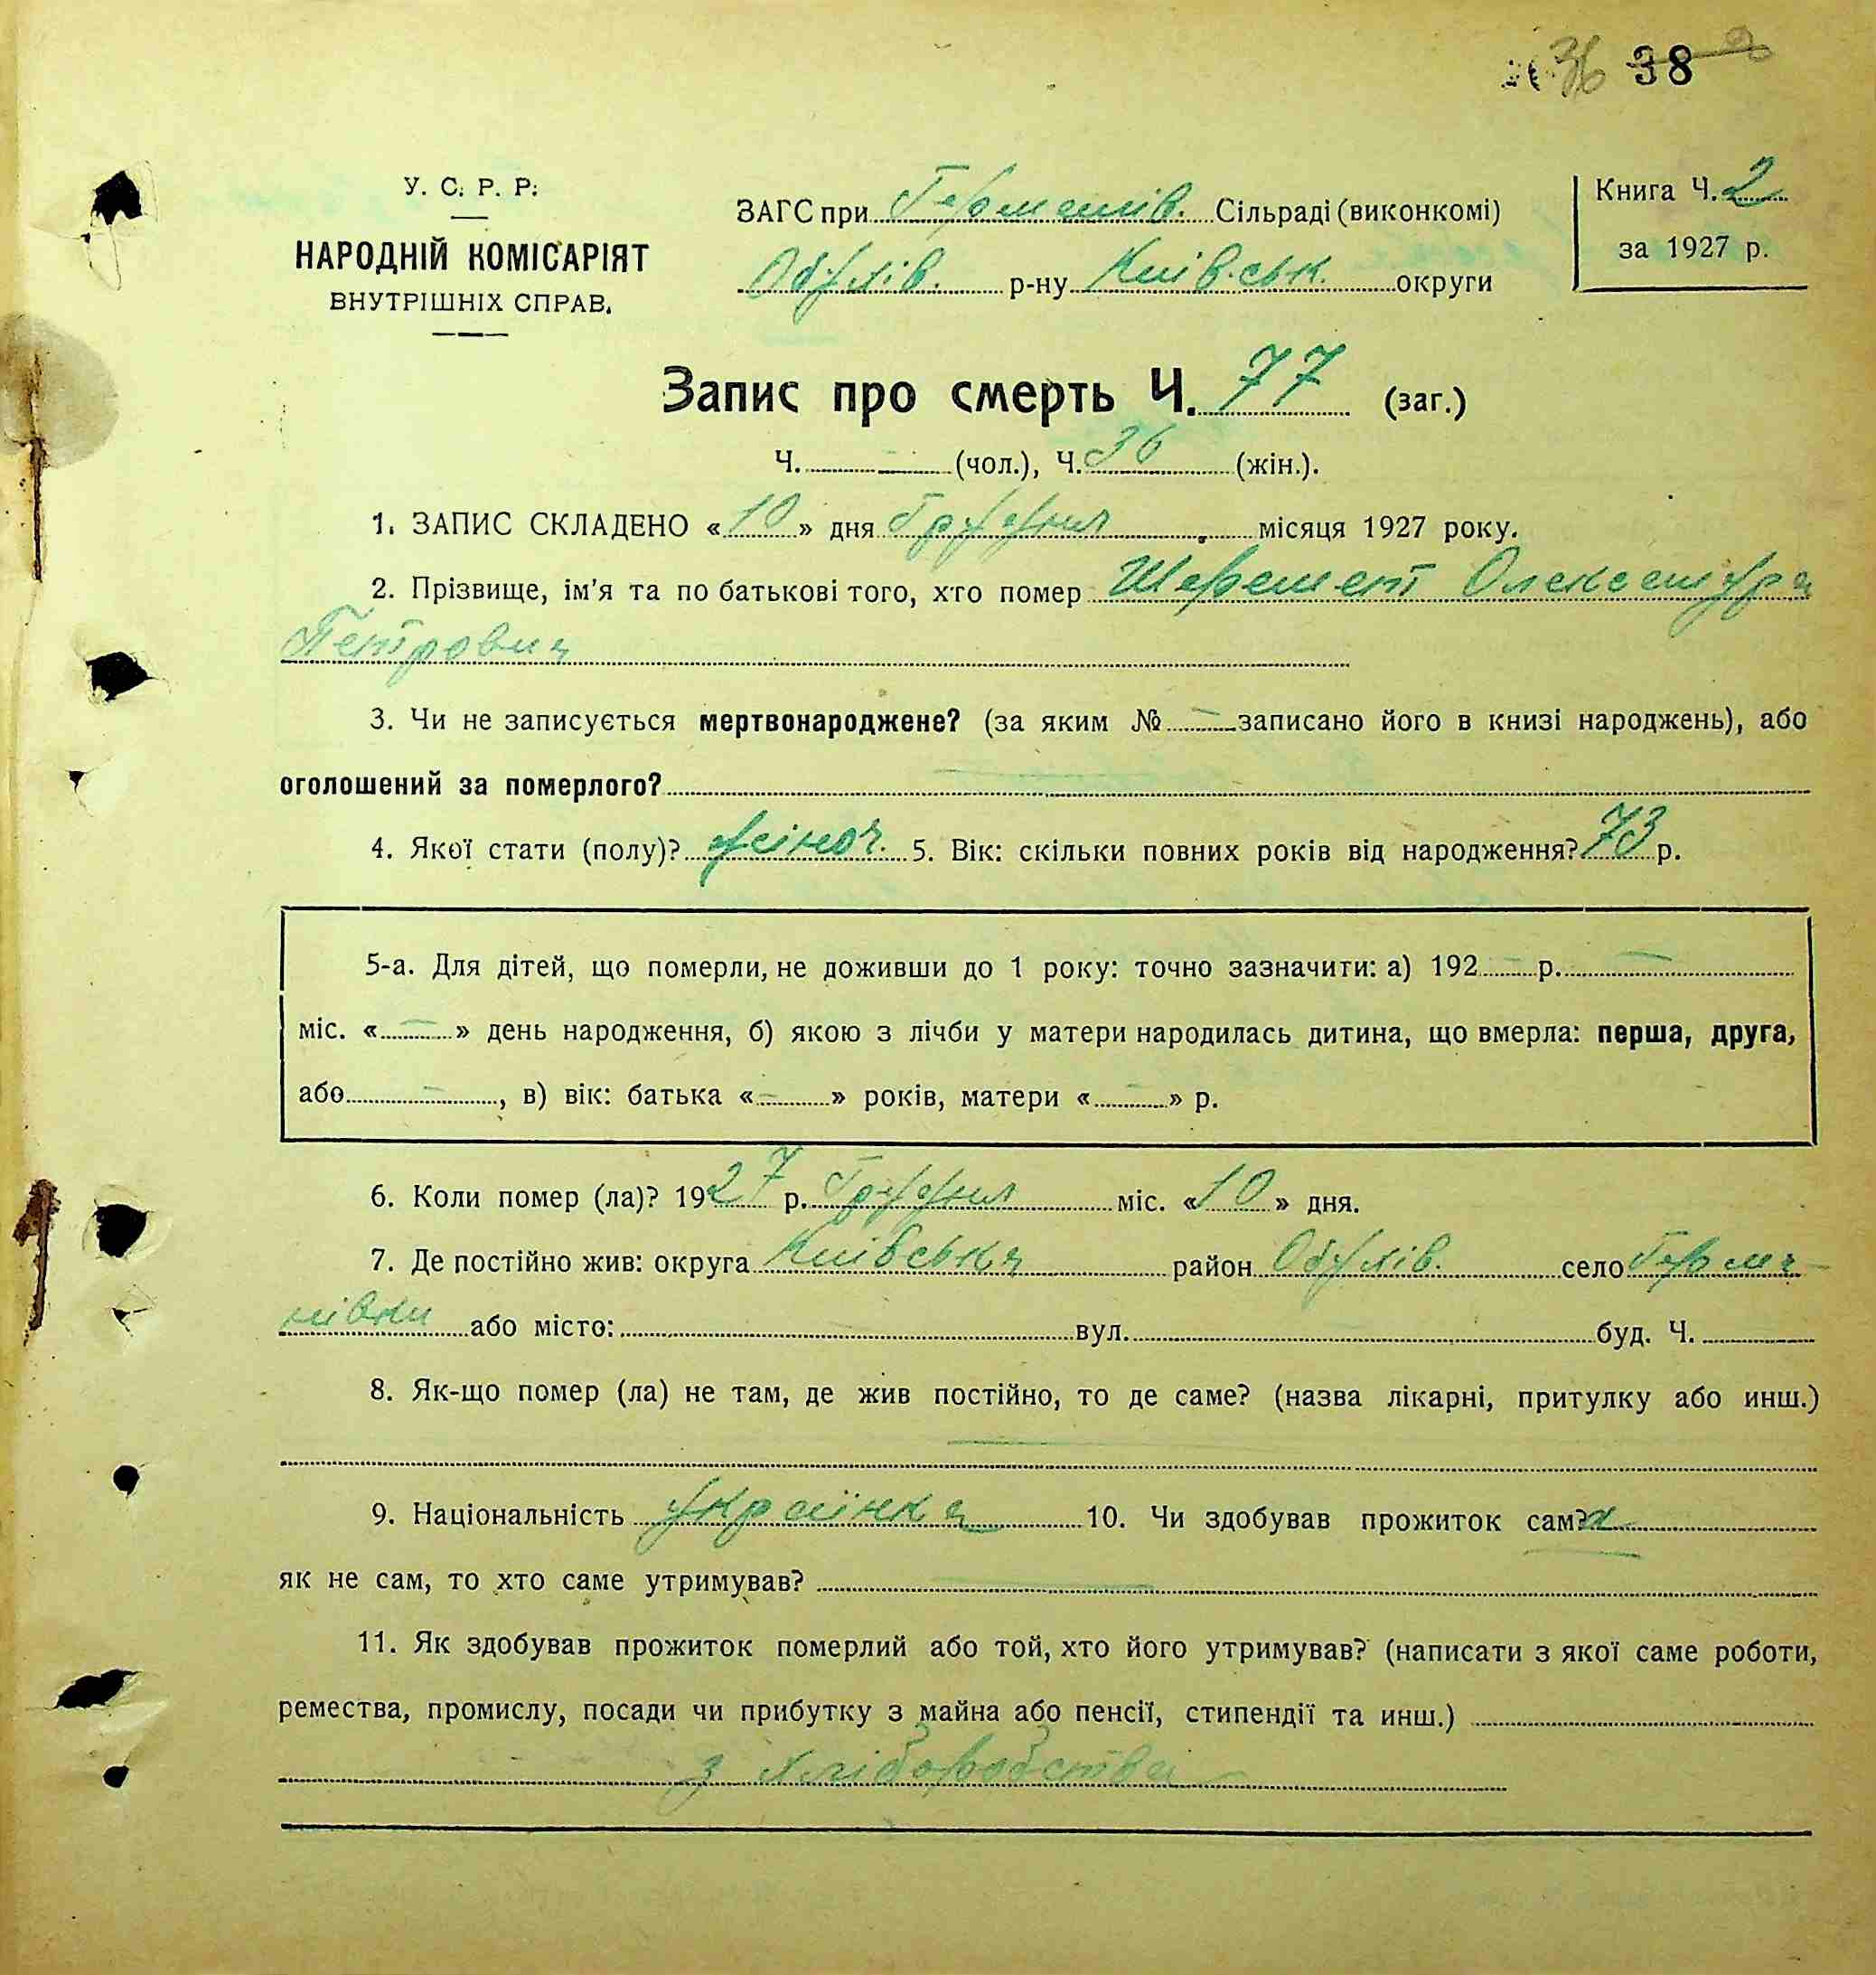 36 38
У. С. Р. Р.
НАРОДНІЙ КОМІСАРІЯТ
ВНУТРІШНІХ СПРАВ.
ЗАГС при Германів. Сільраді (виконкомі)
Обухів. р-ну Київськ. округи
Книга Ч. 2
за 1927 р.
Запис про смерть Ч. 77 (заг.)
Ч. — (чол.), Ч. 36 (жін.).
1. ЗАПИС СКЛАДЕНО «10» дня Грудня місяця 1927 року.
2. Прізвище, ім'я та по батькові того, хто помер Шеремет Олександра
Петровна
3. Чи не записується мертвонароджене? (за яким № — записано його в книзі народжень), або
оголошений за померлого? —
4. Якої стати (полу)? жіноч. 5. Вік: скільки повних років від народження? 73 р.
5-а. Для дітей, що померли, не доживши до 1 року: точно зазначити: а) 192 — р. —
міс. « — » день народження, б) якою з лічби у матери народилась дитина, що вмерла: перша, друга,
або — , в) вік: батька « — » років, матери « — » р.
6. Коли помер (ла)? 1927 р. Грудня міс. «10» дня.
7. Де постійно жив: округа Київська район Обухів. село Герма-
нівки або місто: вул. буд. Ч.
8. Як-що помер (ла) не там, де жив постійно, то де саме? (назва лікарні, притулку або инш.)
—
9. Національність українка 10. Чи здобував прожиток сам? а
як не сам, то хто саме утримував? —
11. Як здобував прожиток померлий або той, хто його утримував? (написати з якої саме роботи,
ремества, промислу, посади чи прибутку з майна або пенсії, стипендії та инш.)
з хліборобства